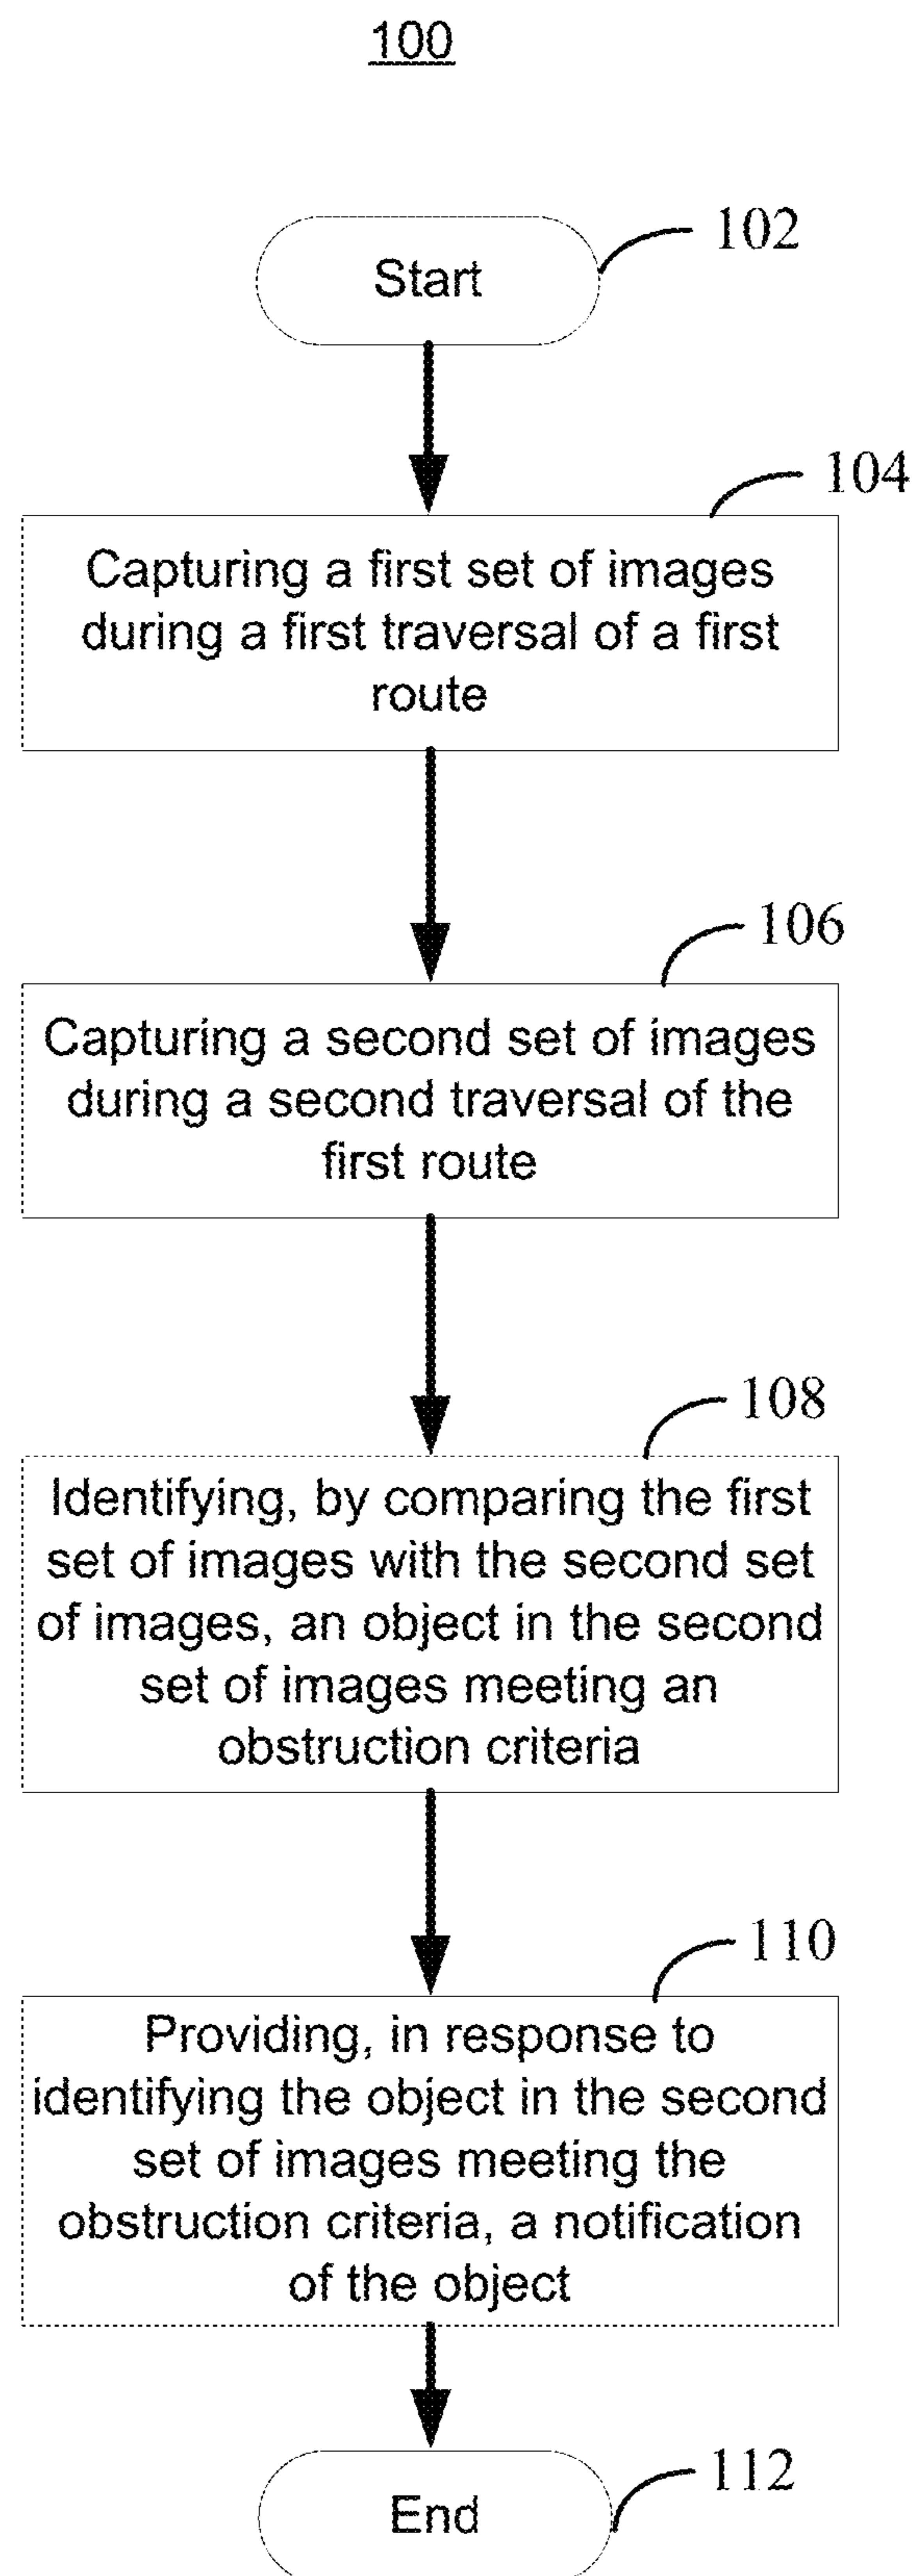 100
102
Start
104
Capturing a first set of images
during a first traversal of a first
route
106
Capturing a second set of images
during a second traversal of the
first route
108
Identifying, by comparing the first
set of images with the second set
of images, an object in the second
set of images meeting an
obstruction criteria
110
Providing, in response to
identifying the object in the second
set of images meeting the
obstruction criteria, a notification
of the object
112
End